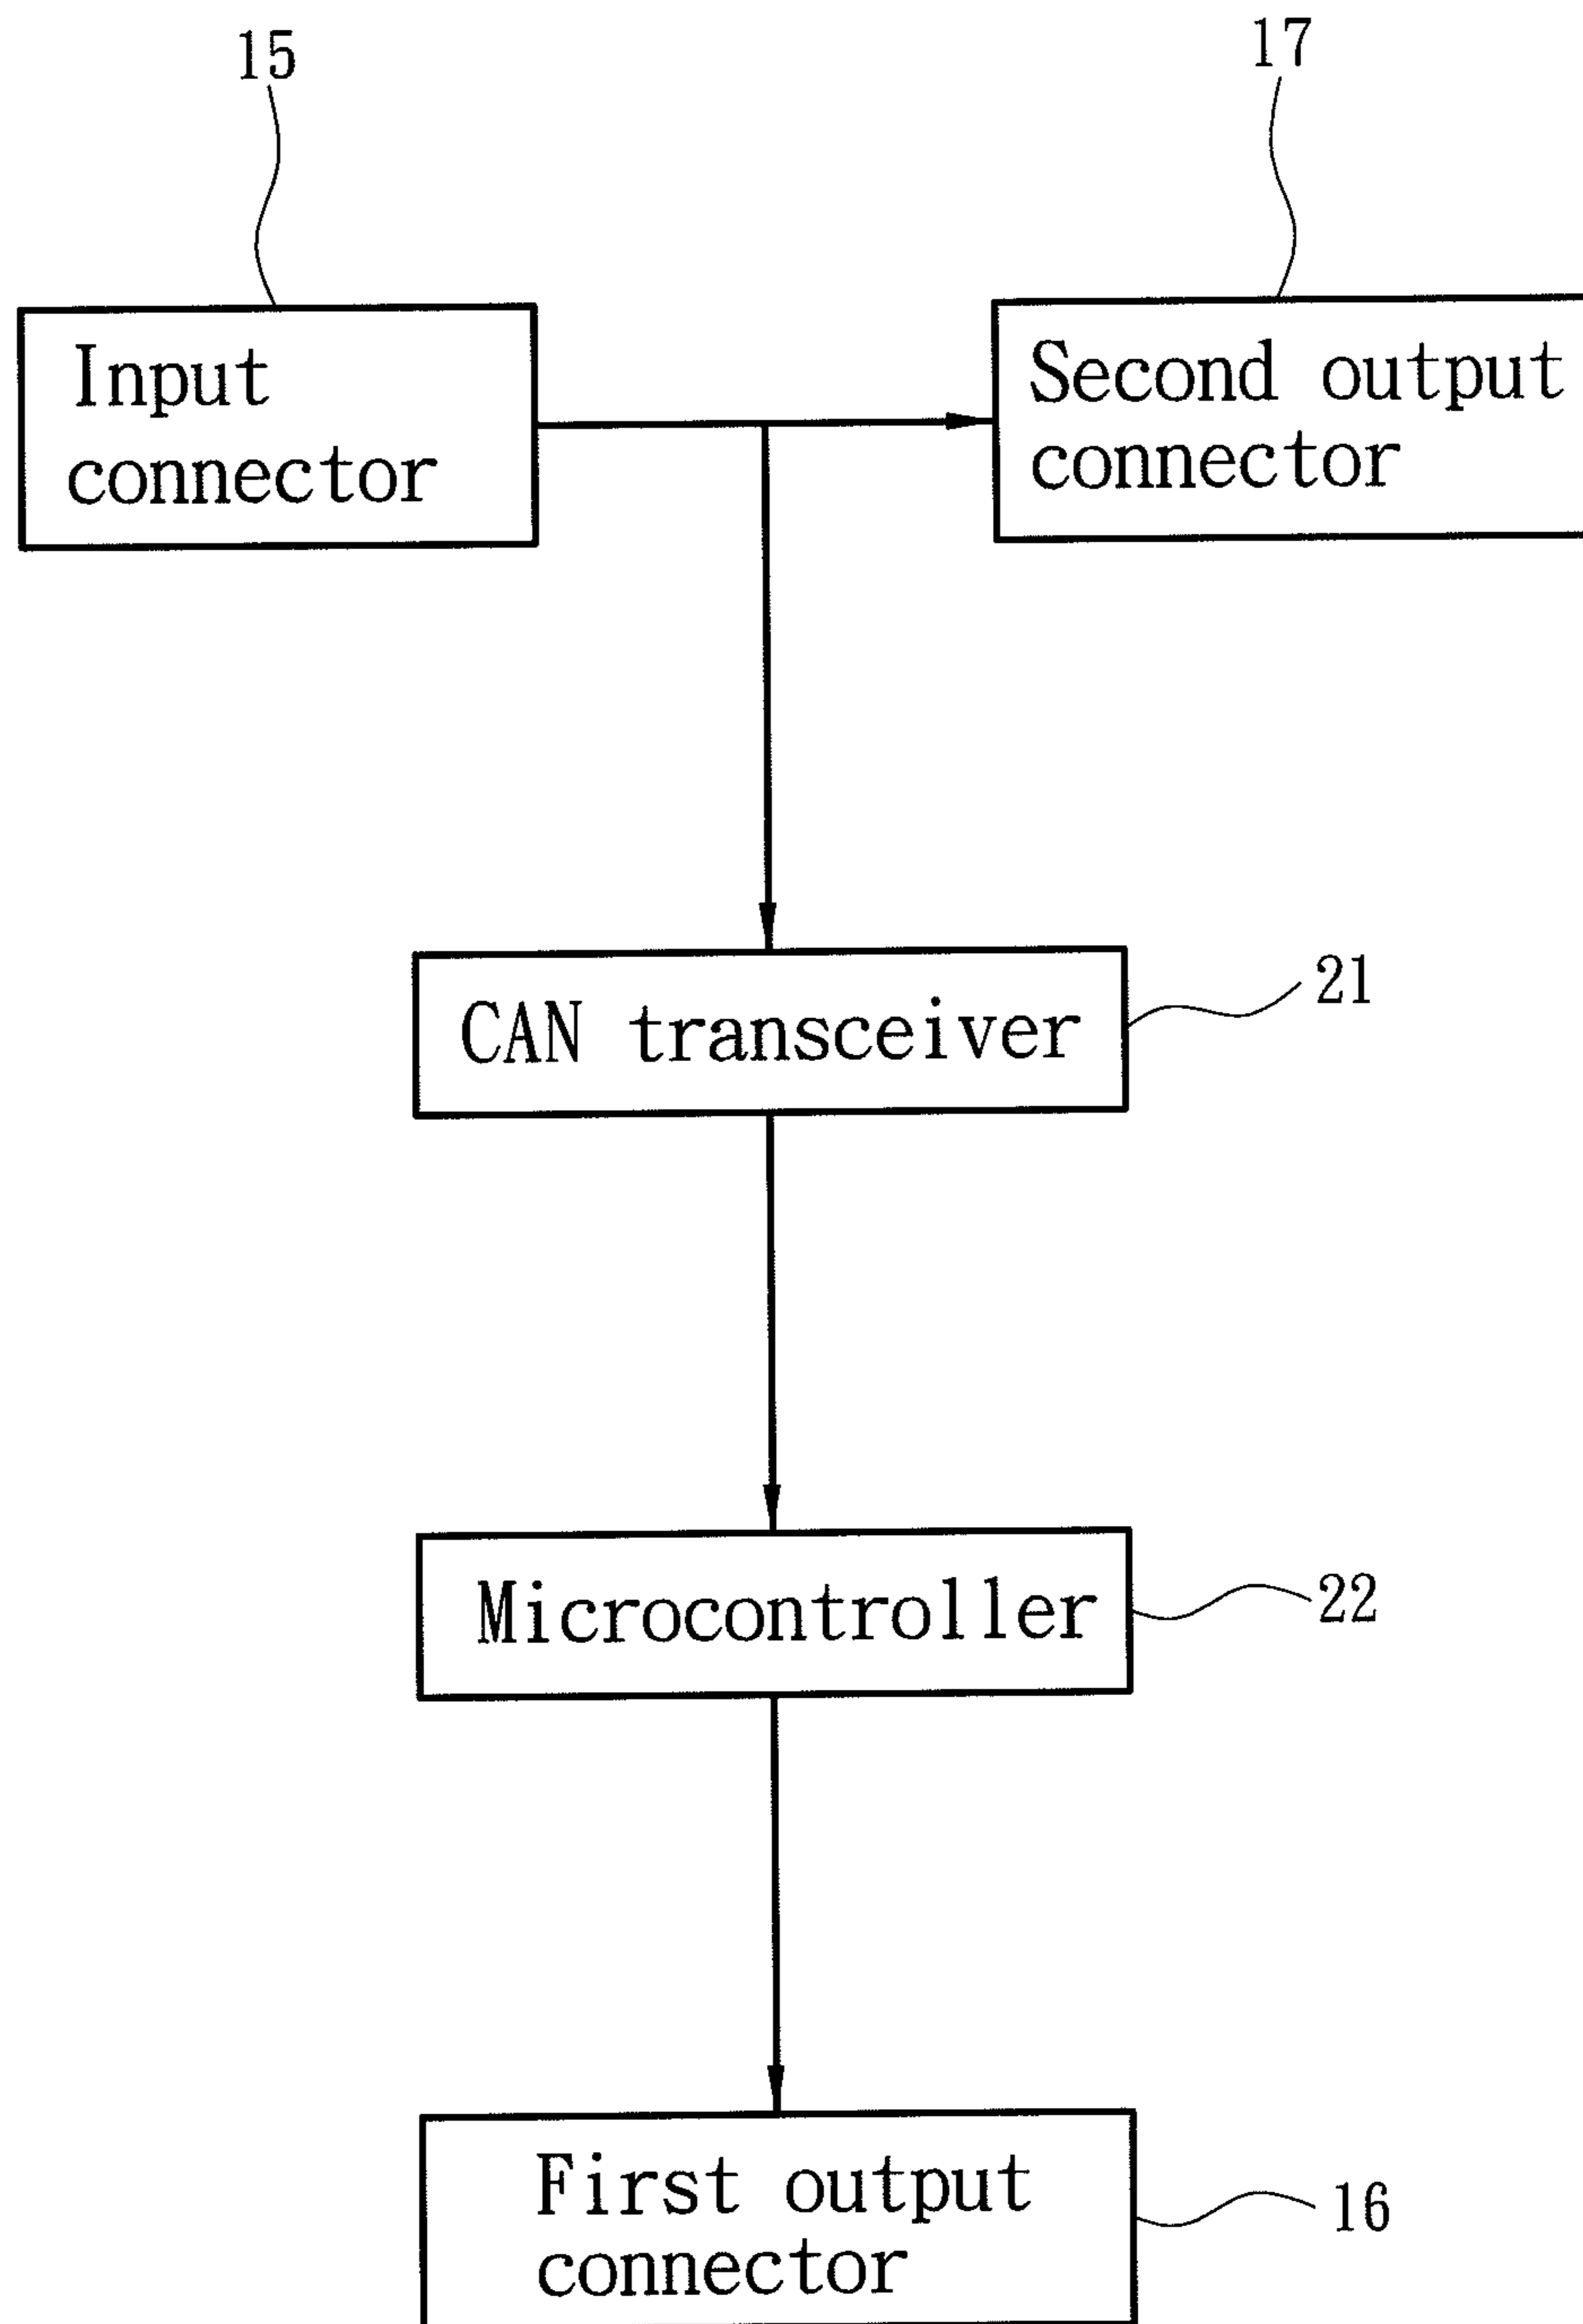 15
17
Input
connector
Second output
connector
CAN transceiver
21
Microcontroller
22
First output
connector
16